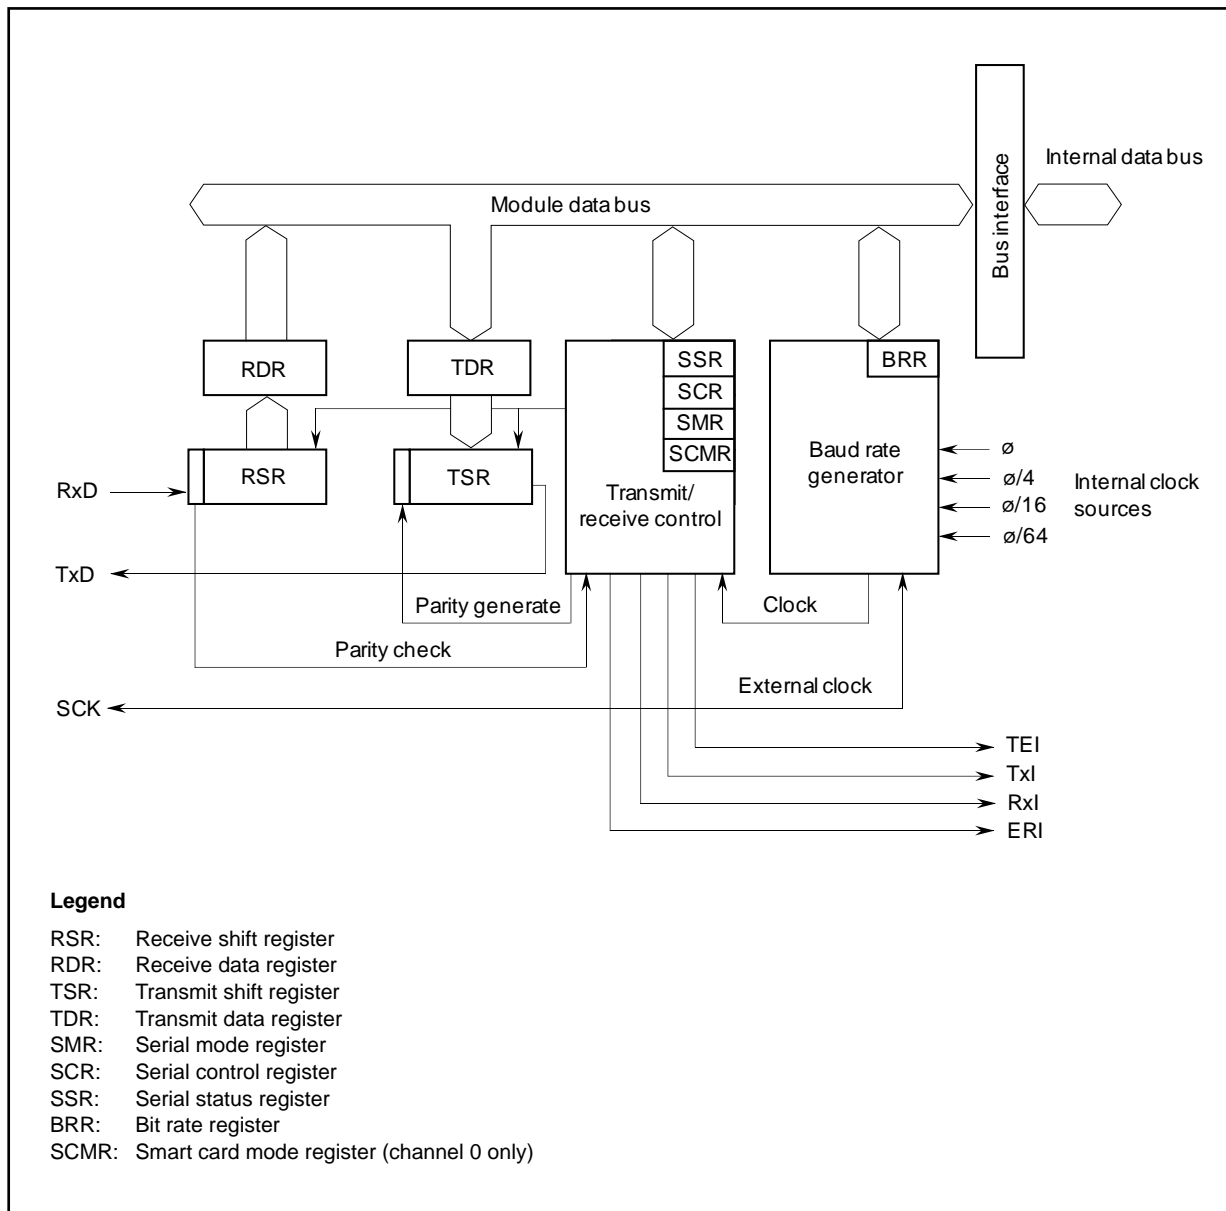 Internal data bus
Bus interface
Module data bus
RDR
TDR
SSR
SCR
SMR
SCMR
BRR
RSR
TSR
Transmit/
receive control
Baud rate
generator
ø
ø/4
ø/16
ø/64
Internal clock
sources
RxD
TxD
Parity generate
Clock
Parity check
External clock
SCK
TEI
TxI
RxI
ERI
Legend
RSR: Receive shift register
RDR: Receive data register
TSR: Transmit shift register
TDR: Transmit data register
SMR: Serial mode register
SCR: Serial control register
SSR: Serial status register
BRR: Bit rate register
SCMR: Smart card mode register (channel 0 only)